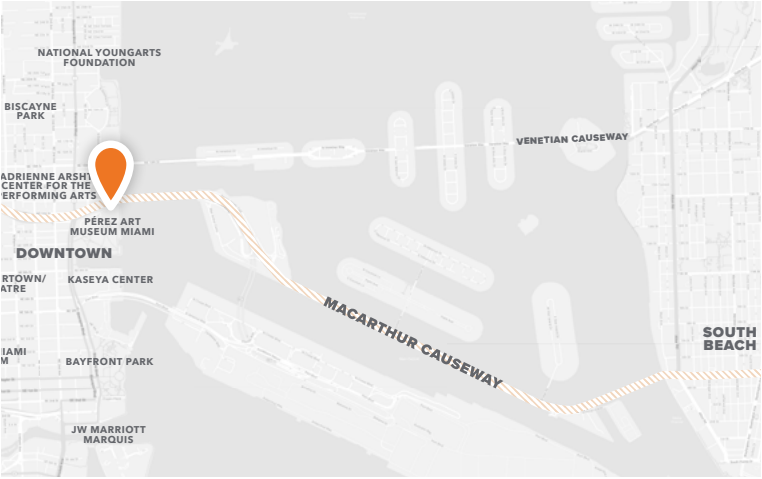 NATIONAL YOUNGARTS
FOUNDATION
BISCAYNE
PARK
VENETIAN CAUSEWAY
ADRIENNE ARSHT
CENTER FOR THE
PERFORMING ARTS
PÉREZ ART
MUSEUM MIAMI
DOWNTOWN
RTOWN/
ATRE
KASEYA CENTER
MACARTHUR CAUSEWAY
SOUTH
BEACH
IAMI
M
BAYFRONT PARK
JW MARRIOTT
MARQUIS